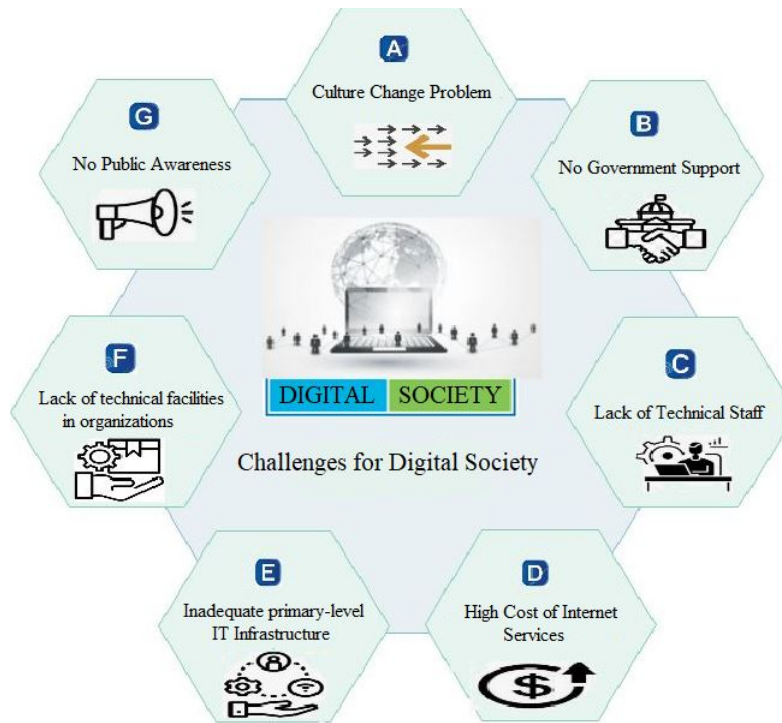 A
Culture Change Problem
B
No Government Support
C
Lack of Technical Staff
D
High Cost of Internet
Services
E
Inadequate primary-level
IT Infrastructure
F
Lack of technical facilities
in organizations
G
No Public Awareness
DIGITAL SOCIETY
Challenges for Digital Society